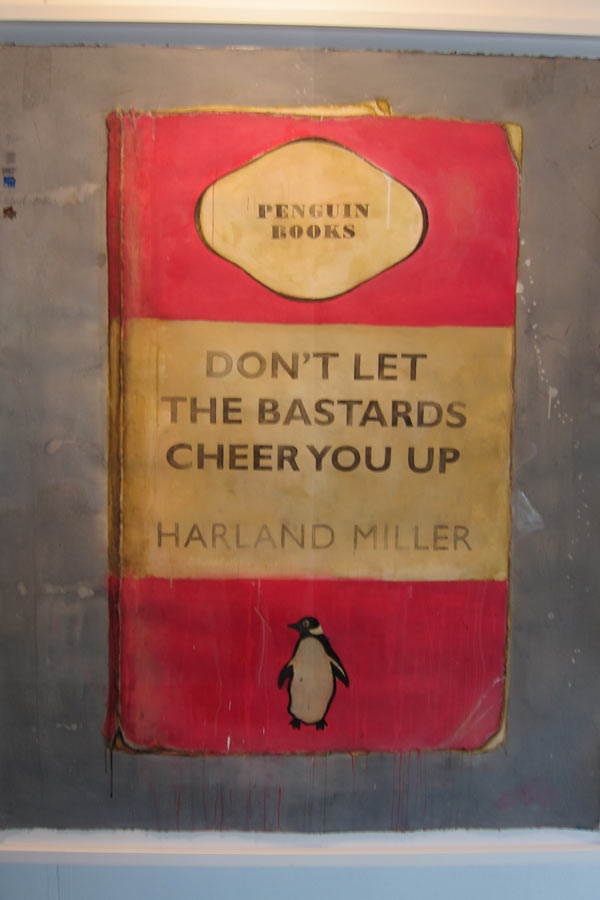 PENGUIN
BOOKS
DON'T LET
THE BASTARDS
CHEER YOU UP
HARLAND MILLER